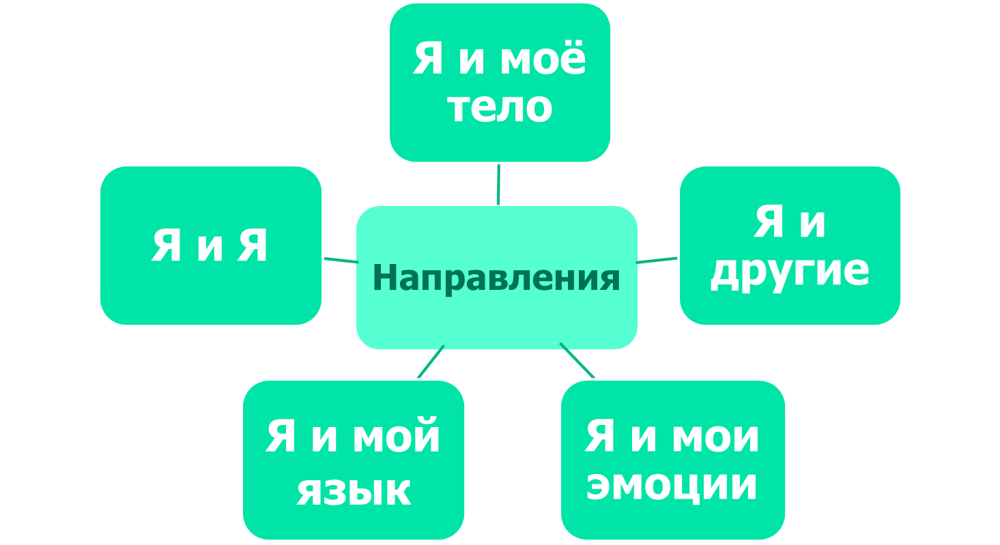 Я и моё
тело
Я и Я
Направления
Я и
другие
Я и мой
язык
Я и мои
эмоции